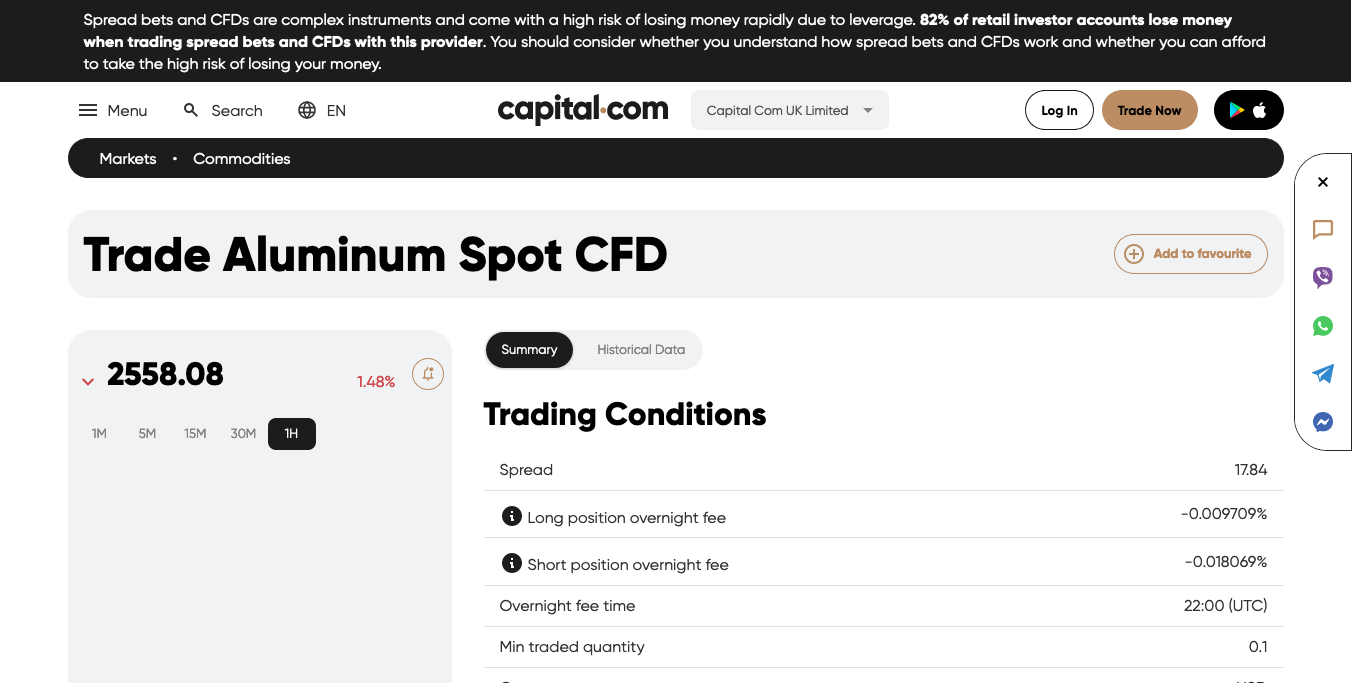 Spread bets and CFDs are complex instruments and come with a high risk of losing money rapidly due to leverage. 82% of retail investor accounts lose money
when trading spread bets and CFDs with this provider. You should consider whether you understand how spread bets and CFDs work and whether you can afford
to take the high risk of losing your money.
Menu
Search
EN
capital.com
Capital Com UK Limited
Log In
Trade Now
Markets • Commodities
Trade Aluminum Spot CFD
Add to favourite
2558.08
1.48%
1M 5M 15M 30M 1H
Summary
Historical Data
Trading Conditions
Spread 17.84
Long position overnight fee -0.009709%
Short position overnight fee -0.018069%
Overnight fee time 22:00 (UTC)
Min traded quantity 0.1